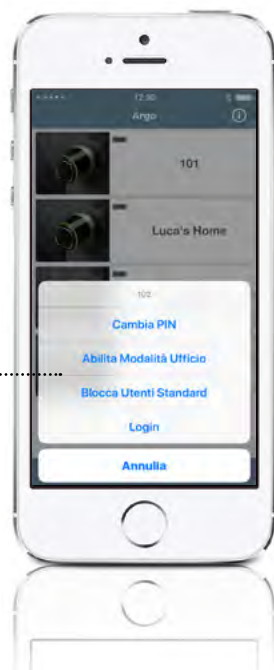 12:30
Argo
101
Luca's Home
102
Cambia PIN
Abilita Modalità Ufficio
Blocca Utenti Standard
Login
Annulla